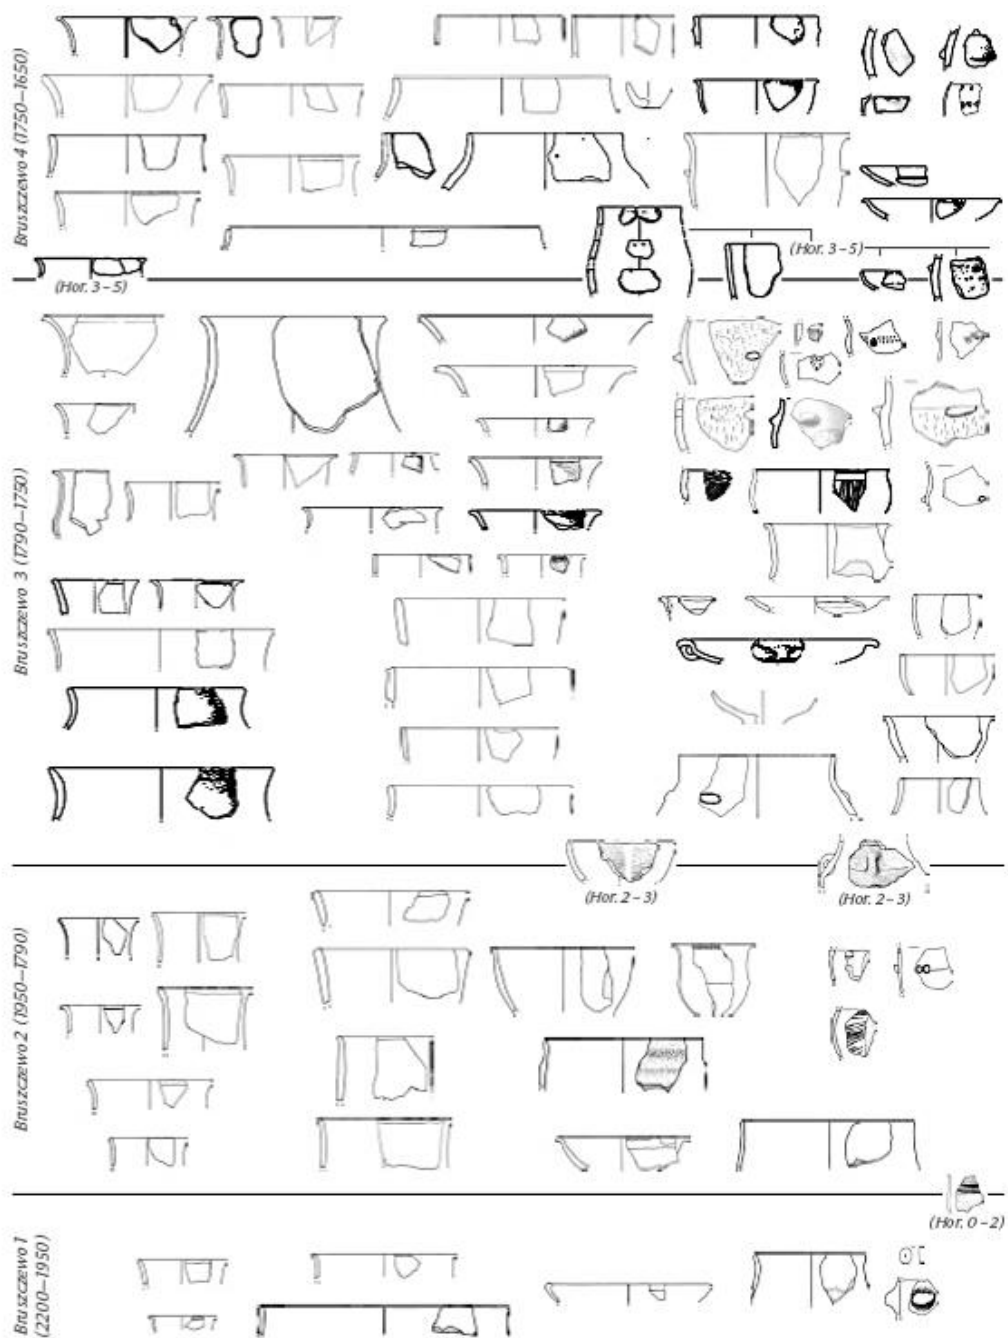 Bruszczewo 4 (1750–1650)
(Hor. 3–5)
(Hor. 3–5)
Bruszczewo 3 (1790–1750)
(Hor. 2–3)
(Hor. 2–3)
Bruszczewo 2 (1950–1790)
(Hor. 0–2)
Bruszczewo 1
(2200–1950)